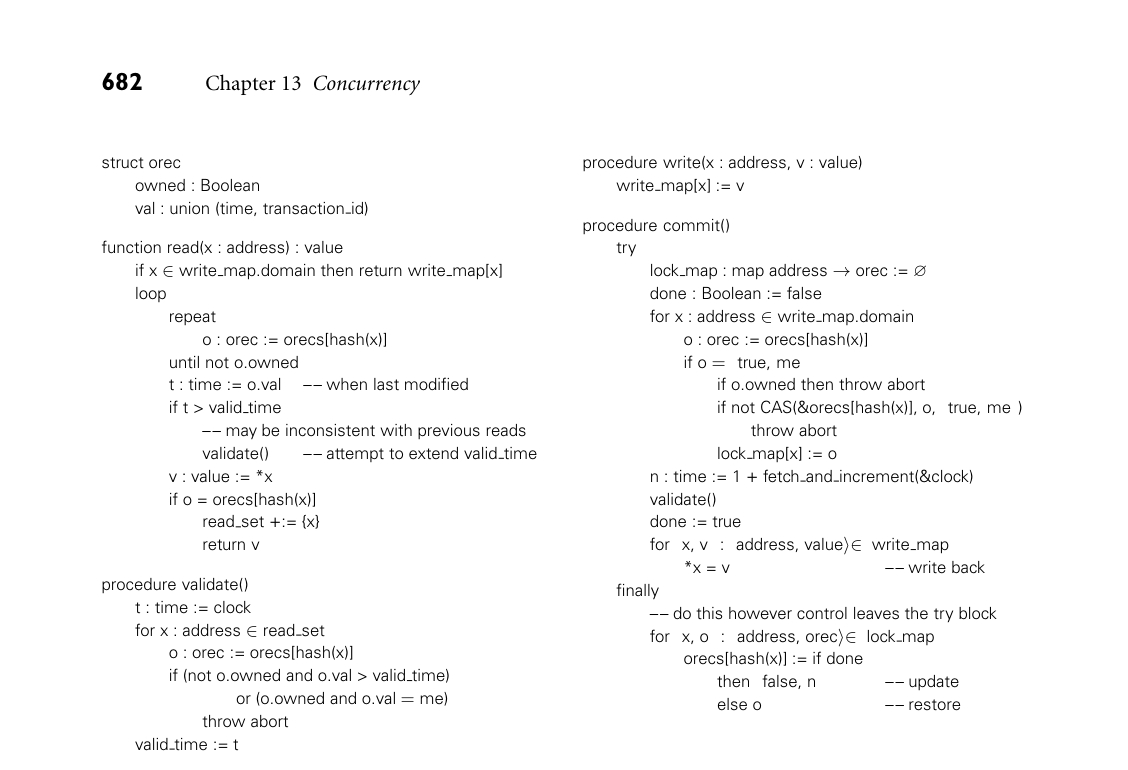 682 Chapter 13 Concurrency
struct orec
owned : Boolean
val : union (time, transaction_id)
function read(x : address) : value
if x ∈ write_map.domain then return write_map[x]
loop
repeat
o : orec := orecs[hash(x)]
until not o.owned
t : time := o.val –– when last modified
if t > valid_time
–– may be inconsistent with previous reads
validate() –– attempt to extend valid_time
v : value := *x
if o = orecs[hash(x)]
read_set +:= {x}
return v
procedure validate()
t : time := clock
for x : address ∈ read_set
o : orec := orecs[hash(x)]
if (not o.owned and o.val > valid_time)
or (o.owned and o.val = me)
throw abort
valid_time := t
procedure write(x : address, v : value)
write_map[x] := v
procedure commit()
try
lock_map : map address → orec := ∅
done : Boolean := false
for x : address ∈ write_map.domain
o : orec := orecs[hash(x)]
if o = true, me
if o.owned then throw abort
if not CAS(&orecs[hash(x)], o, true, me )
throw abort
lock_map[x] := o
n : time := 1 + fetch_and_increment(&clock)
validate()
done := true
for x, v : address, value⟩∈ write_map
*x = v –– write back
finally
–– do this however control leaves the try block
for x, o : address, orec⟩∈ lock_map
orecs[hash(x)] := if done
then false, n –– update
else o –– restore